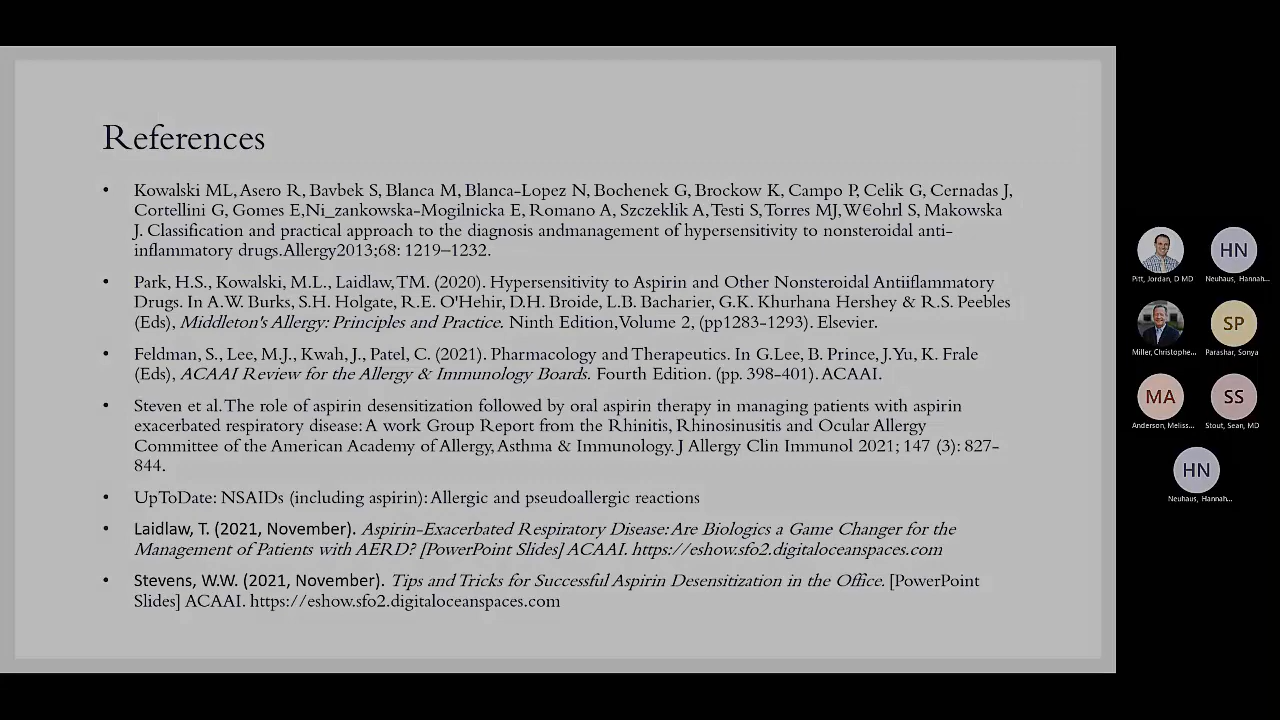 References
• Kowalski ML, Asero R, Bavbek S, Blanca M, Blanca-Lopez N, Bochenek G, Brockow K, Campo P, Celik G, Cernadas J,
Cortellini G, Gomes E,Ni_zankowska-Mogilnicka E, Romano A, Szczeklik A, Testi S, Torres MJ, W€ohrl S, Makowska
J. Classification and practical approach to the diagnosis andmanagement of hypersensitivity to nonsteroidal anti-
inflammatory drugs.Allergy2013;68: 1219–1232.
• Park, H.S., Kowalski, M.L., Laidlaw, TM. (2020). Hypersensitivity to Aspirin and Other Nonsteroidal Antiiflammatory
Drugs. In A.W. Burks, S.H. Holgate, R.E. O'Hehir, D.H. Broide, L.B. Bacharier, G.K. Khurhana Hershey & R.S. Peebles
(Eds), Middleton's Allergy: Principles and Practice. Ninth Edition, Volume 2, (pp1283-1293). Elsevier.
• Feldman, S., Lee, M.J., Kwah, J., Patel, C. (2021). Pharmacology and Therapeutics. In G.Lee, B. Prince, J.Yu, K. Frale
(Eds), ACAAI Review for the Allergy & Immunology Boards. Fourth Edition. (pp. 398-401). ACAAI.
• Steven et al. The role of aspirin desensitization followed by oral aspirin therapy in managing patients with aspirin
exacerbated respiratory disease: A work Group Report from the Rhinitis, Rhinosinusitis and Ocular Allergy
Committee of the American Academy of Allergy, Asthma & Immunology. J Allergy Clin Immunol 2021; 147 (3): 827-
844.
• UpToDate: NSAIDs (including aspirin): Allergic and pseudoallergic reactions
• Laidlaw, T. (2021, November). Aspirin-Exacerbated Respiratory Disease: Are Biologics a Game Changer for the
Management of Patients with AERD? [PowerPoint Slides] ACAAI. https://eshow.sfo2.digitaloceanspaces.com
• Stevens, W.W. (2021, November). Tips and Tricks for Successful Aspirin Desensitization in the Office. [PowerPoint
Slides] ACAAI. https://eshow.sfo2.digitaloceanspaces.com
HN
Pitt, Jordan, D MD
Neuhaus, Hannah...
SP
Miller, Christophe...
Parashar, Sonya
MA
SS
Anderson, Meliss...
Stout, Sean, MD
HN
Neuhaus, Hannah...